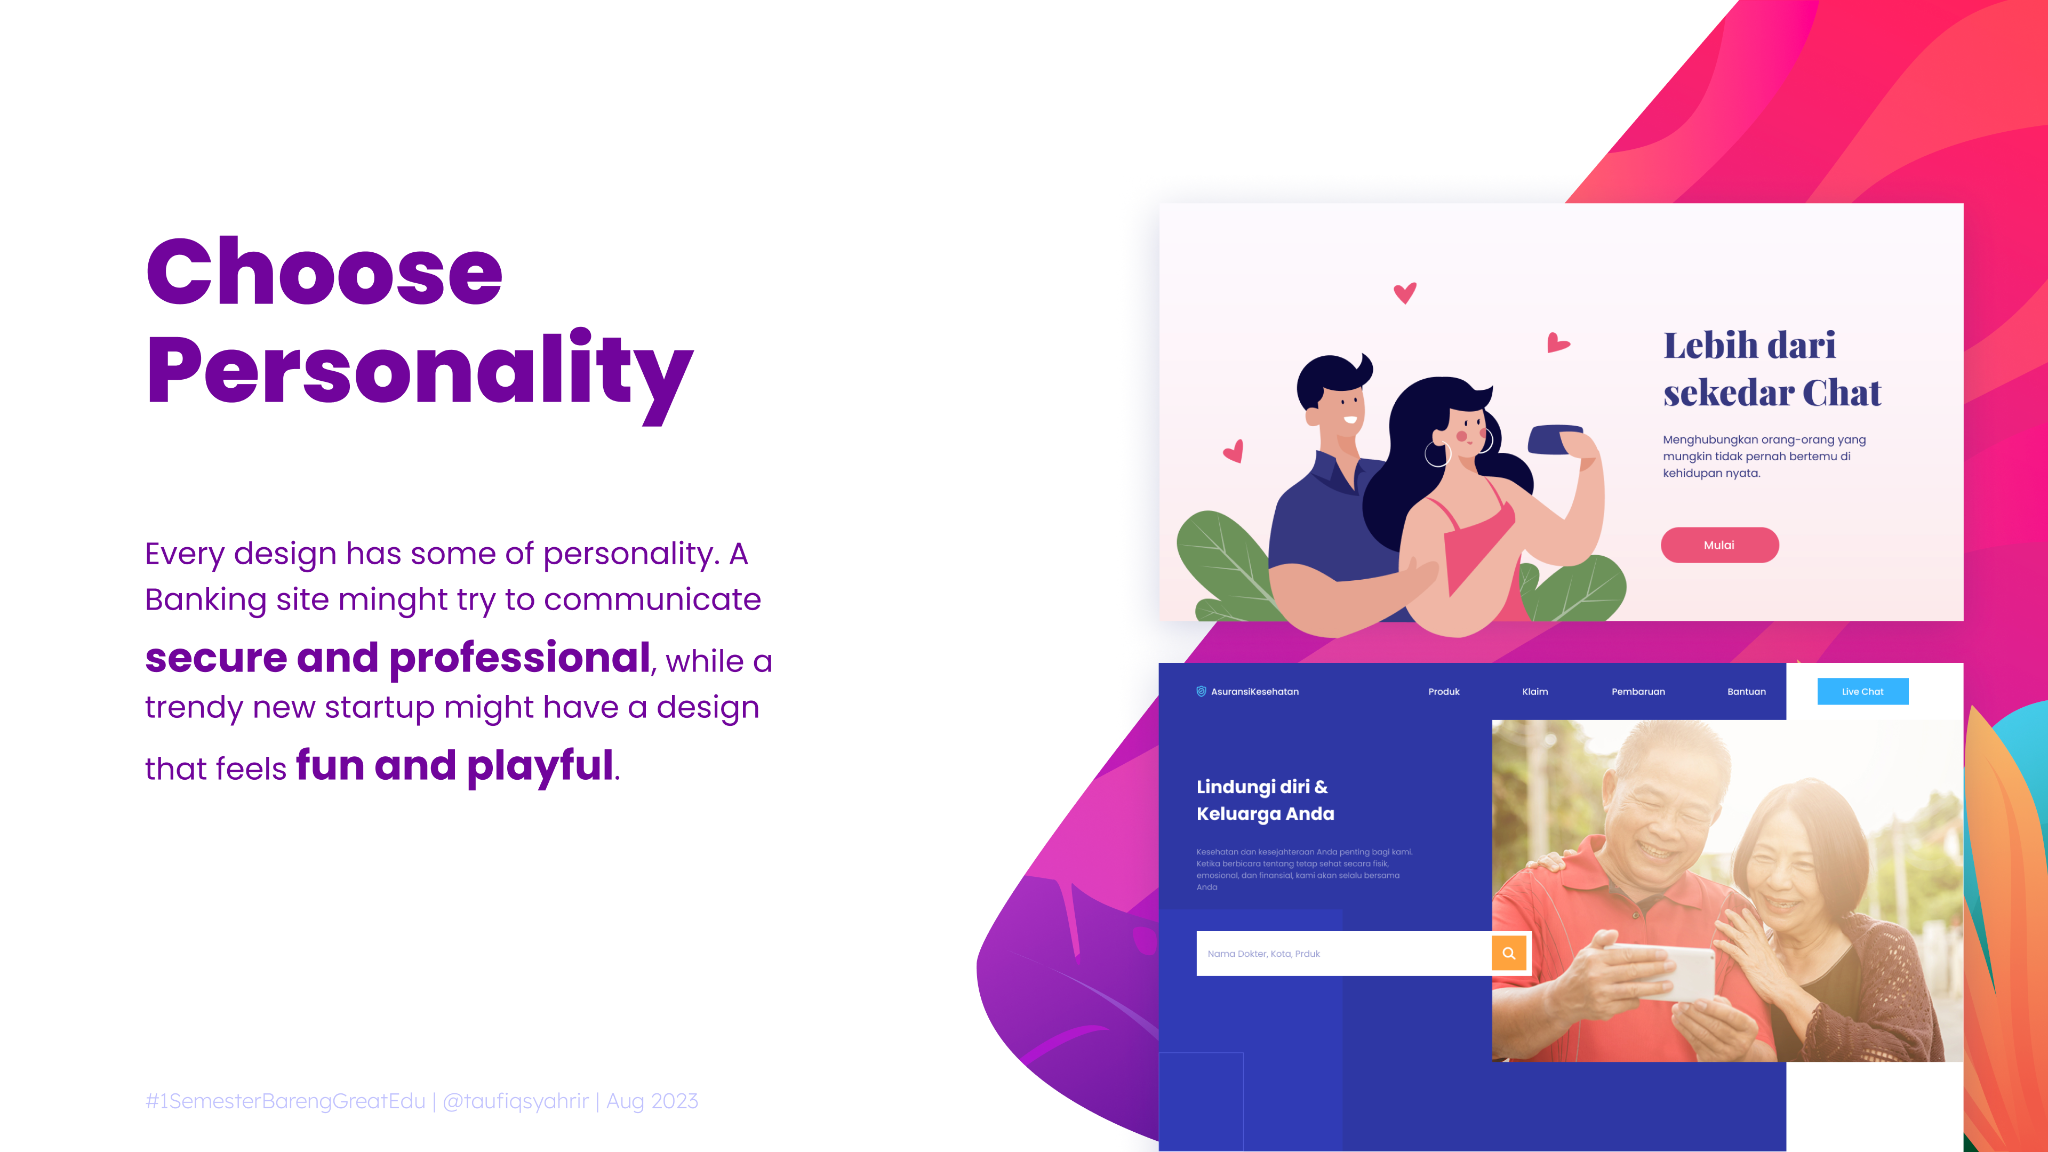 Choose
Personality
Every design has some of personality. A
Banking site minght try to communicate
secure and professional, while a
trendy new startup might have a design
that feels fun and playful.
#1SemesterBarengGreatEdu | @taufiqsyahrir | Aug 2023
Lebih dari
sekedar Chat
Menghubungkan orang-orang yang
mungkin tidak pernah bertemu di
kehidupan nyata.
Mulai
AsuransiKesehatan
Produk
Klaim
Pembaruan
Bantuan
Live Chat
Lindungi diri &
Keluarga Anda
Kesehatan dan kesejahteraan Anda penting bagi kami.
Ketika berbicara tentang tetap sehat secara fisik,
emosional, dan finansial, kami akan selalu bersama
Anda
Nama Dokter, Kota, Prduk